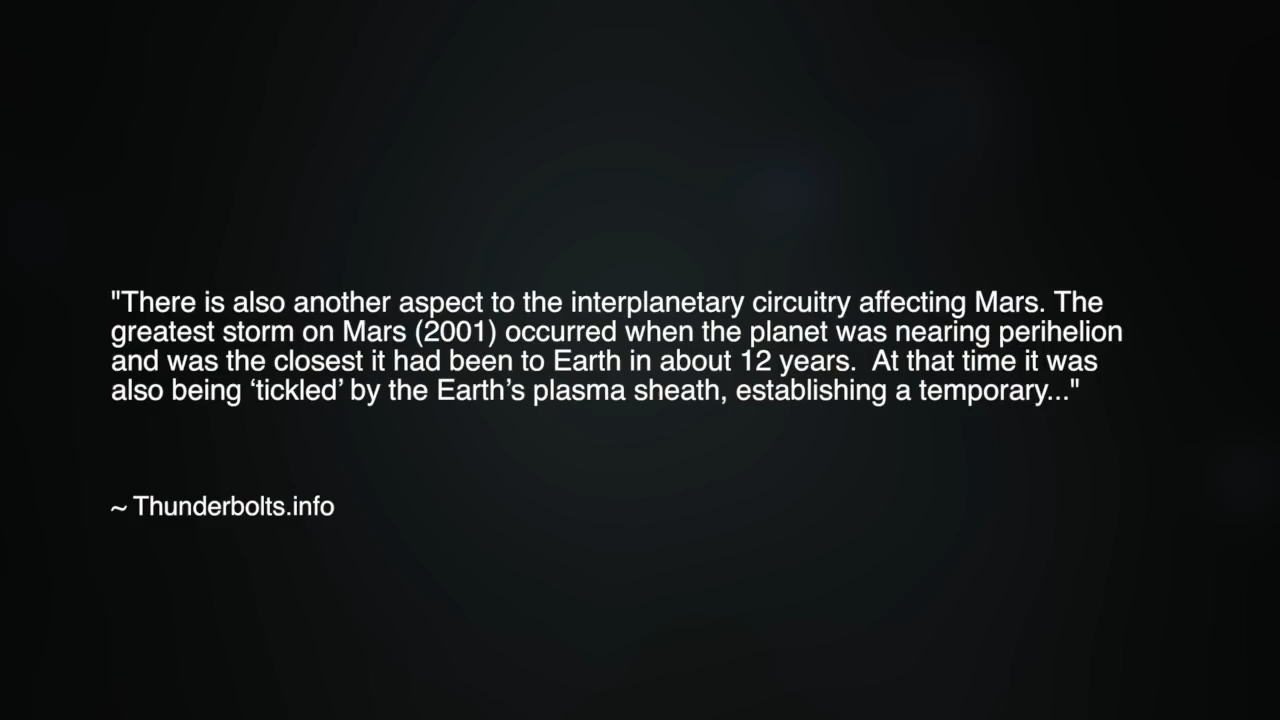 "There is also another aspect to the interplanetary circuitry affecting Mars. The
greatest storm on Mars (2001) occurred when the planet was nearing perihelion
and was the closest it had been to Earth in about 12 years.  At that time it was
also being ‘tickled’ by the Earth’s plasma sheath, establishing a temporary..."
~ Thunderbolts.info